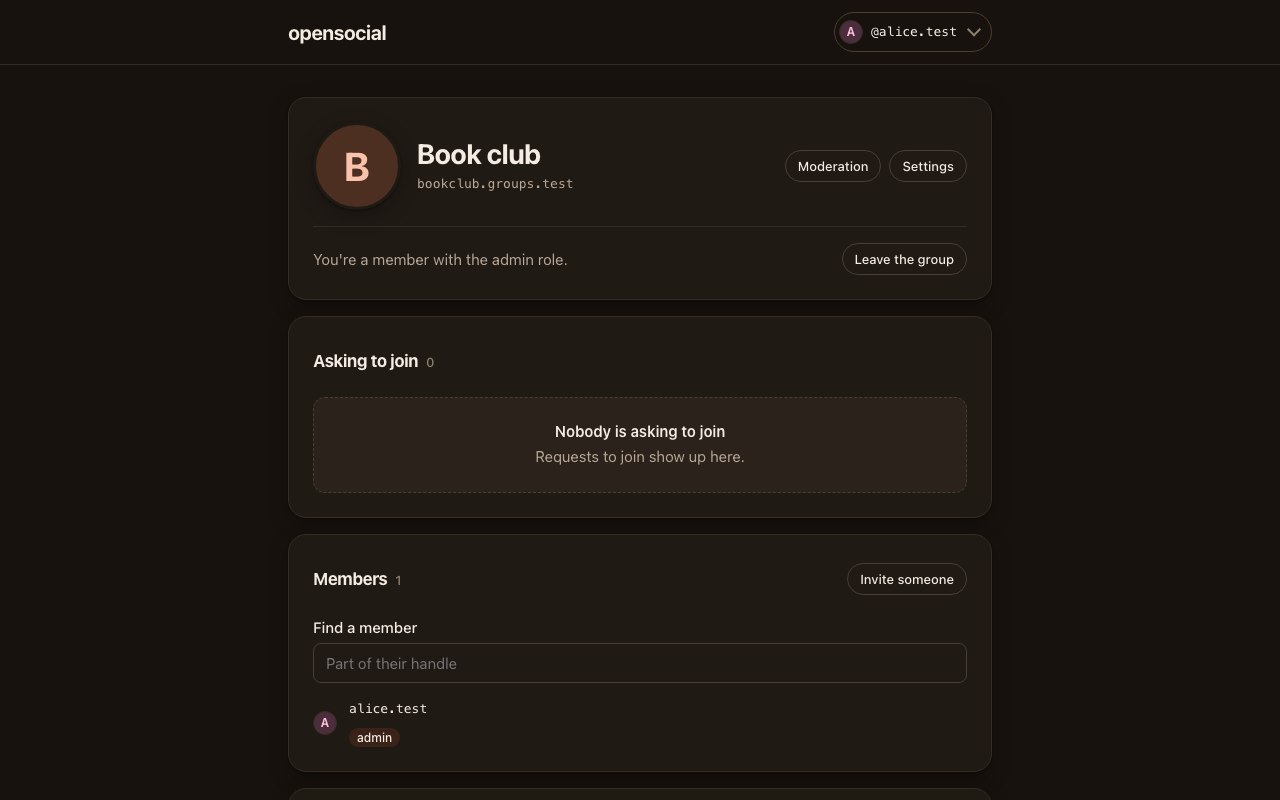 opensocial
A @alice.test
B
Book club
bookclub.groups.test
Moderation
Settings
You're a member with the admin role.
Leave the group
Asking to join 0
Nobody is asking to join
Requests to join show up here.
Members 1
Invite someone
Find a member
Part of their handle
A
alice.test
admin